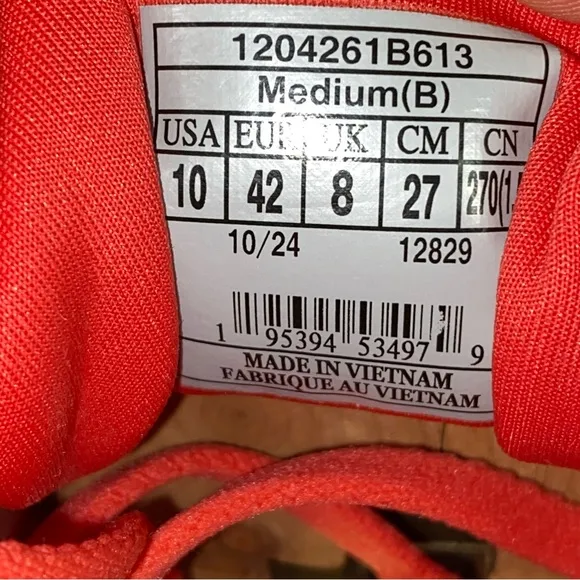 1204261B613
Medium(B)
USA EUR UK CM CN
10 42 8 27 270(1.
10/24 12829
1 95394 53497 9
MADE IN VIETNAM
FABRIQUE AU VIETNAM